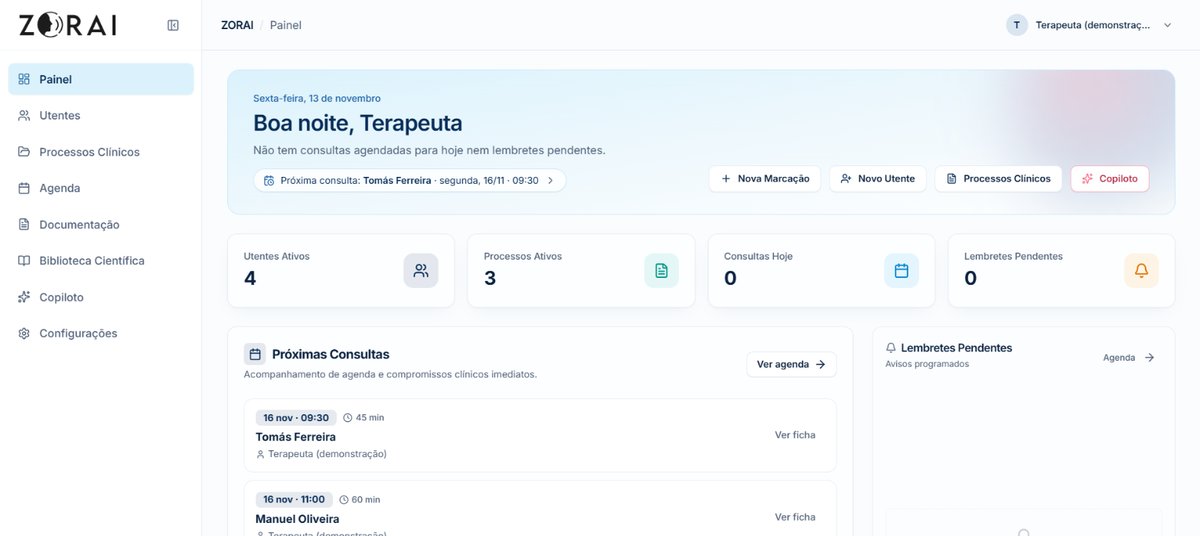 ZORAI
ZORAI / Painel
T Terapeuta (demonstraç...
Painel
Utentes
Processos Clínicos
Agenda
Documentação
Biblioteca Científica
Copiloto
Configurações
Sexta-feira, 13 de novembro
Boa noite, Terapeuta
Não tem consultas agendadas para hoje nem lembretes pendentes.
Próxima consulta: Tomás Ferreira · segunda, 16/11 · 09:30
Nova Marcação
Novo Utente
Processos Clínicos
Copiloto
Utentes Ativos
4
Processos Ativos
3
Consultas Hoje
0
Lembretes Pendentes
0
Próximas Consultas
Acompanhamento de agenda e compromissos clínicos imediatos.
Ver agenda
16 nov · 09:30 45 min
Tomás Ferreira
Terapeuta (demonstração)
Ver ficha
16 nov · 11:00 60 min
Manuel Oliveira
Terapeuta (demonstração)
Ver ficha
Lembretes Pendentes
Avisos programados
Agenda